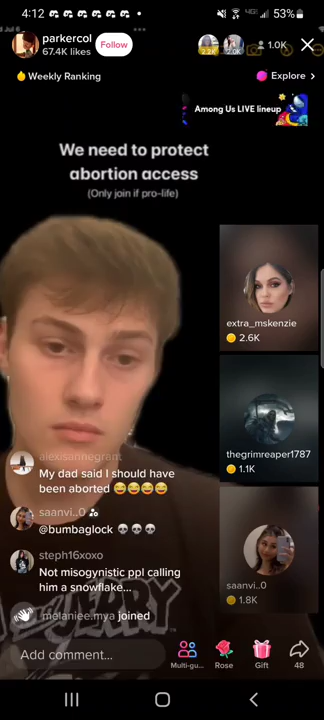 4:12
53%
parkercol
67.4K likes
Follow
1.0K
Weekly Ranking
Explore >
Among Us LIVE lineup
We need to protect
abortion access
(Only join if pro-life)
extra_mskenzie
2.6K
thegrimreaper1787
1.1K
saanvi..0
1.8K
alexisannegrant
My dad said I should have
been aborted 😂😂😂😂
saanvi..0
@bumbaglock 💀💀💀
steph16xoxo
Not misogynistic ppl calling
him a snowflake...
melaniee.mya joined
Add comment...
Multi-gu...
Rose
Gift
48